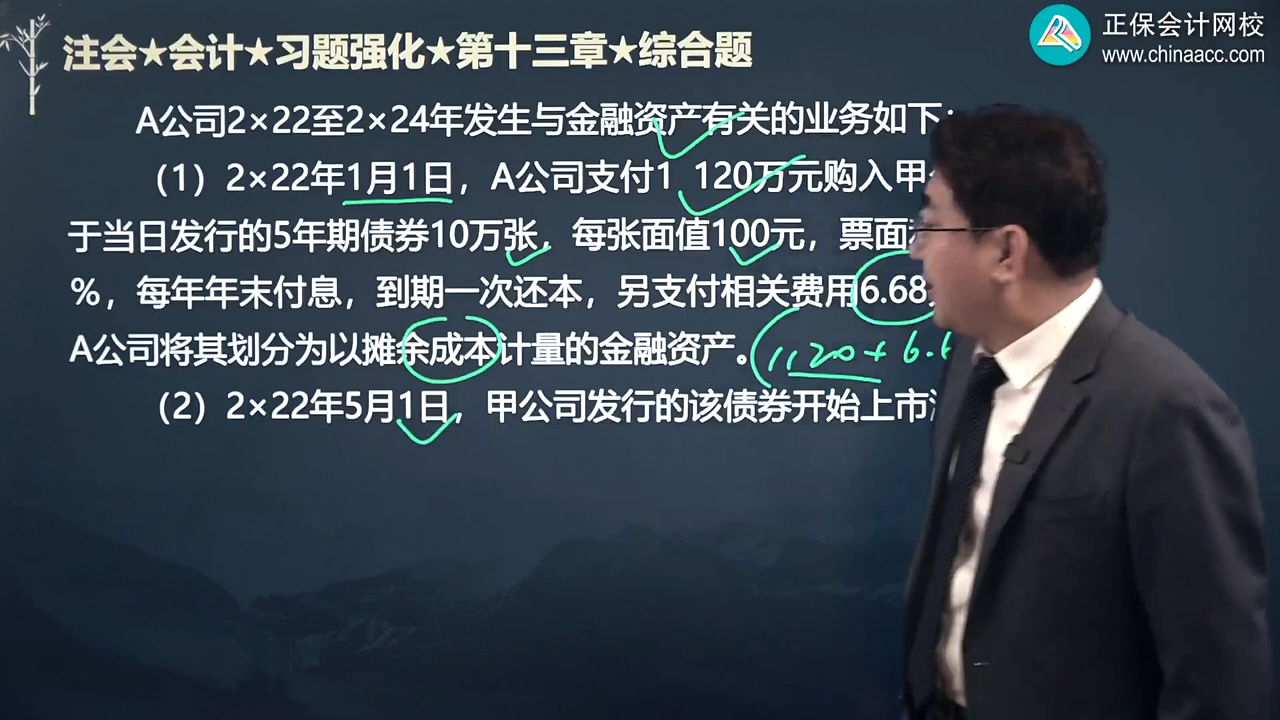 注会★会计★习题强化★第十三章★综合题
正保会计网校
www.chinaacc.com
A公司2×22至2×24年发生与金融资产有关的业务如下：
（1）2×22年1月1日，A公司支付1 120万元购入甲
于当日发行的5年期债券10万张，每张面值100元，票面
%，每年年末付息，到期一次还本，另支付相关费用6.68
A公司将其划分为以摊余成本计量的金融资产。
1120+6.6
（2）2×22年5月1日，甲公司发行的该债券开始上市